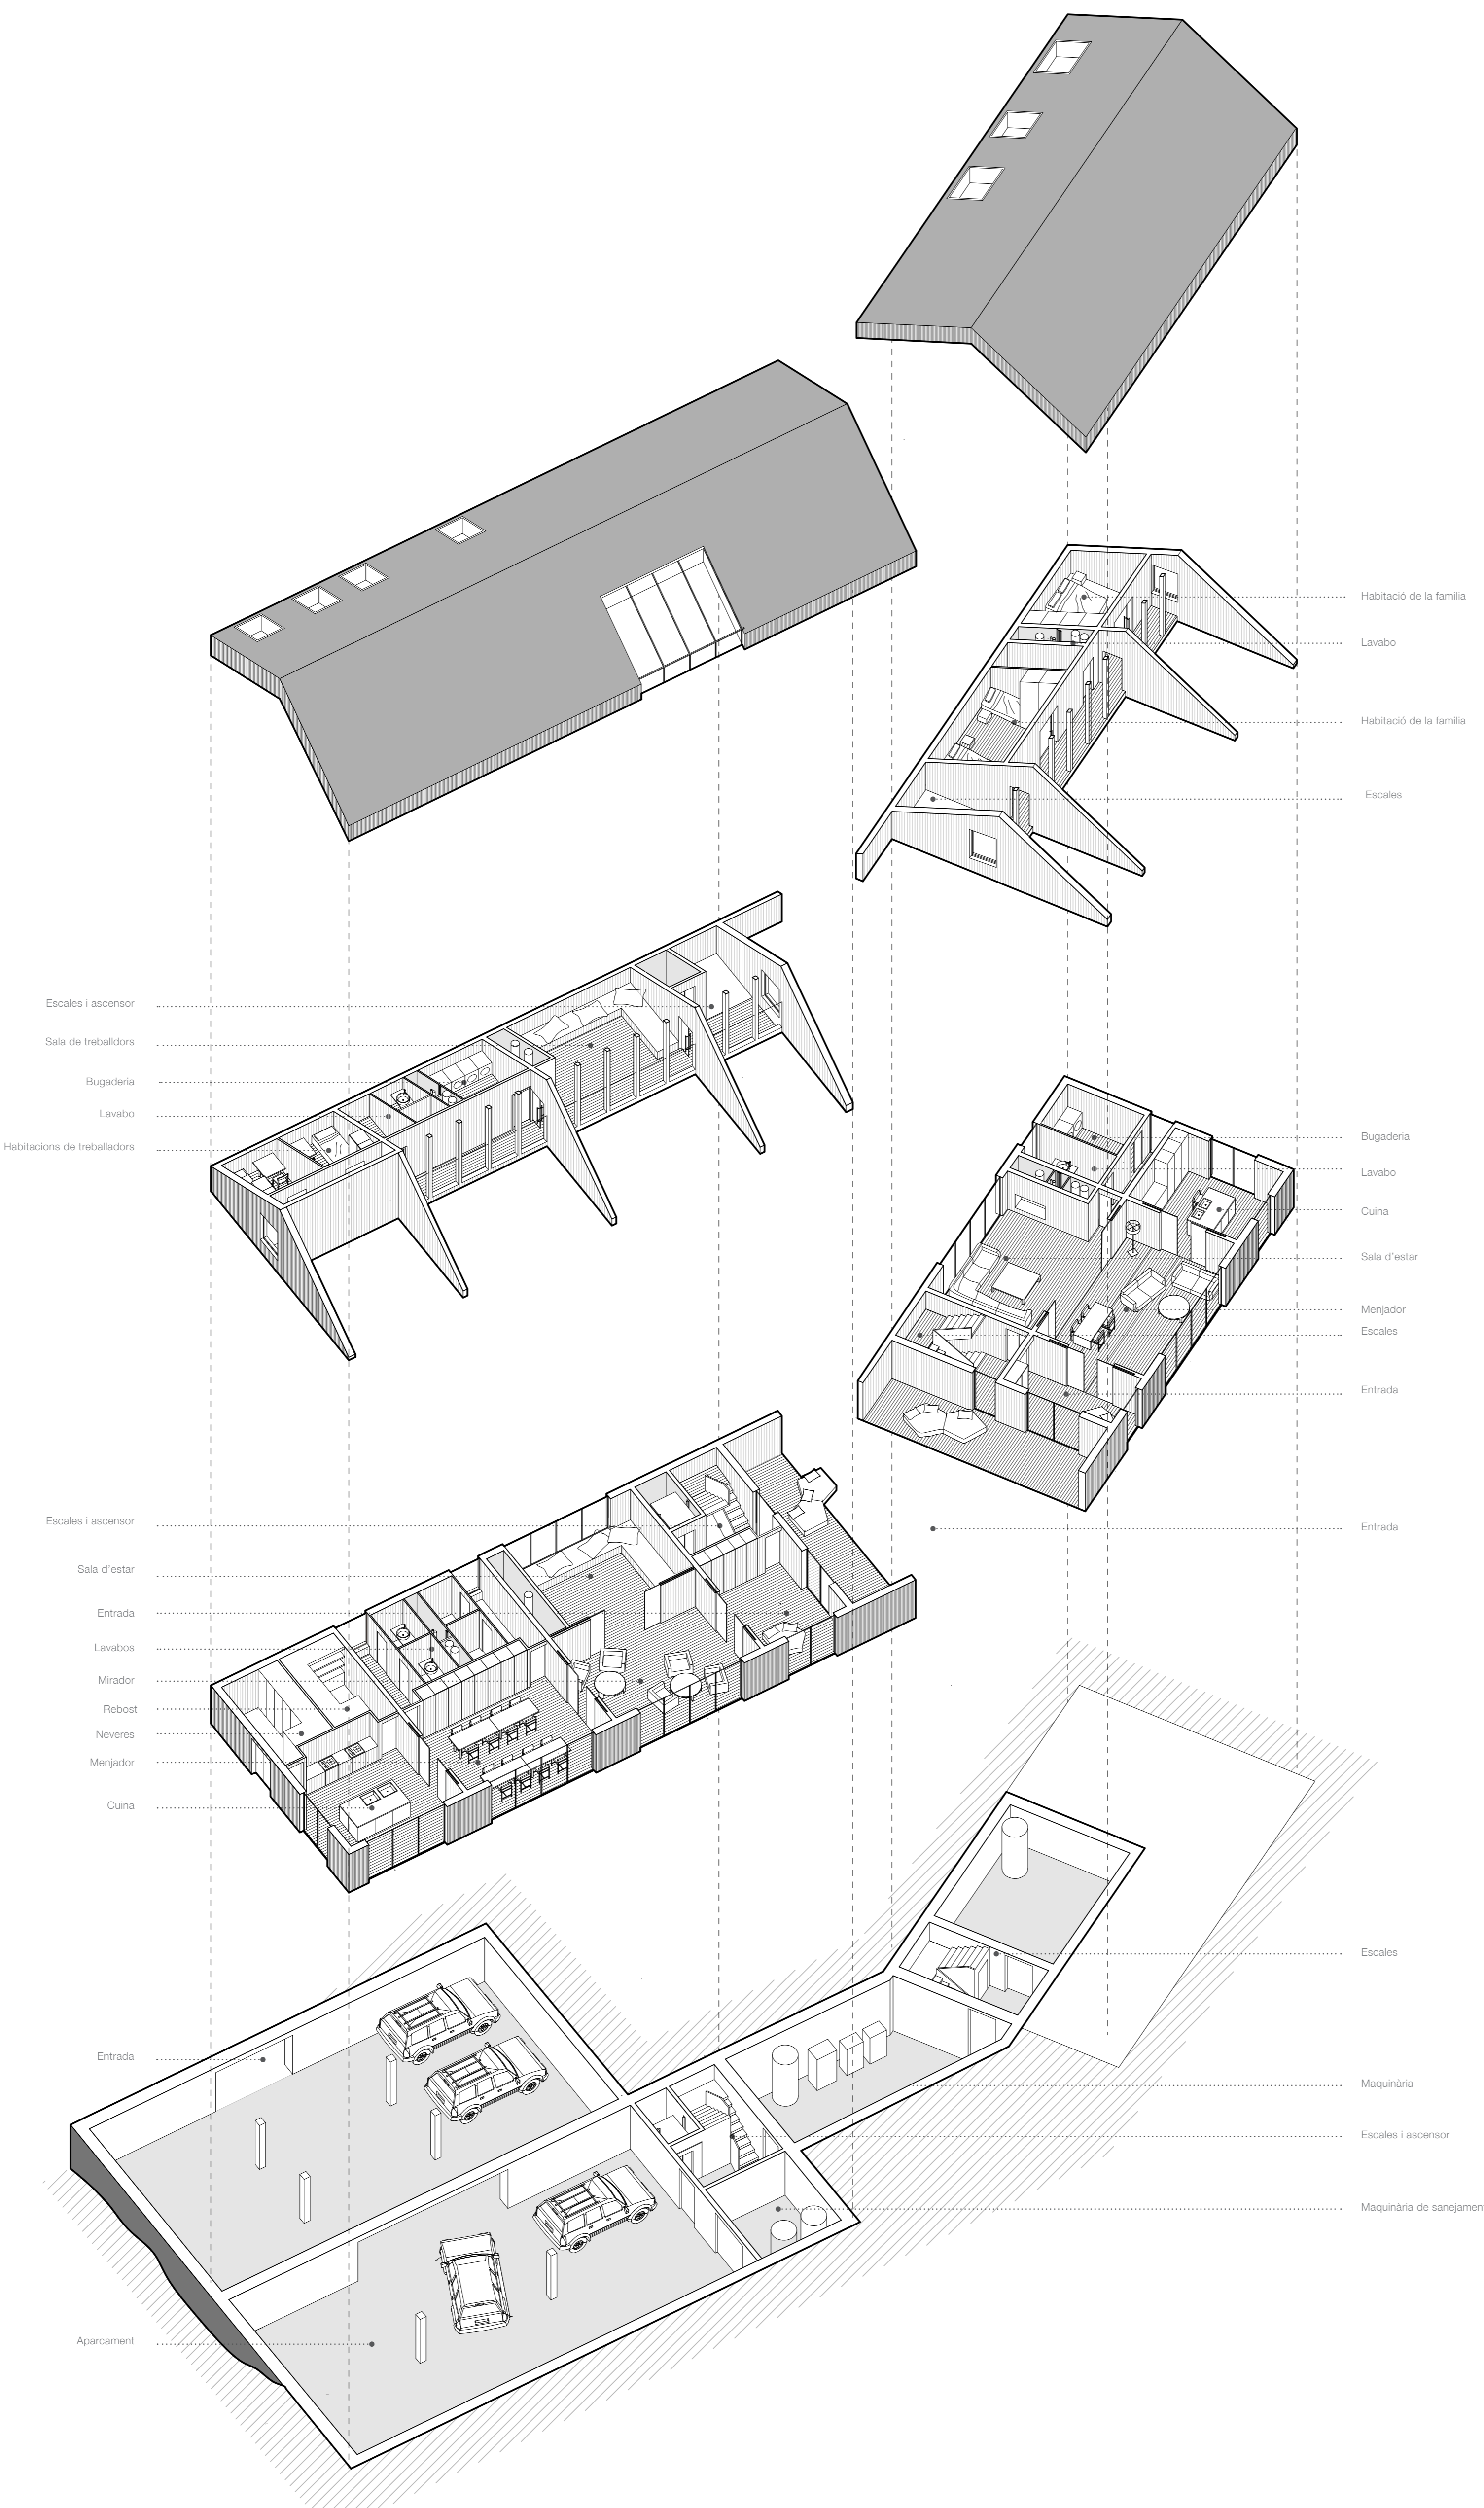 Habitació de la familia
Lavabo
Habitació de la familia
Escales
Escales i ascensor
Sala de treballdors
Bugaderia
Lavabo
Habitacions de treballadors
Bugaderia
Lavabo
Cuina
Sala d'estar
Menjador
Escales
Entrada
Entrada
Escales i ascensor
Sala d'estar
Entrada
Lavabos
Mirador
Rebost
Neveres
Menjador
Cuina
Escales
Maquinària
Escales i ascensor
Maquinària de sanejament
Entrada
Aparcament